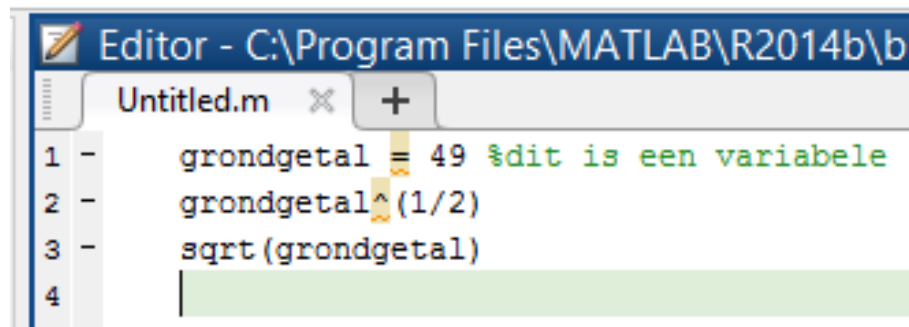 Editor - C:\Program Files\MATLAB\R2014b\b
Untitled.m × +
1 - grondgetal = 49 %dit is een variabele
2 - grondgetal^(1/2)
3 - sqrt(grondgetal)
4